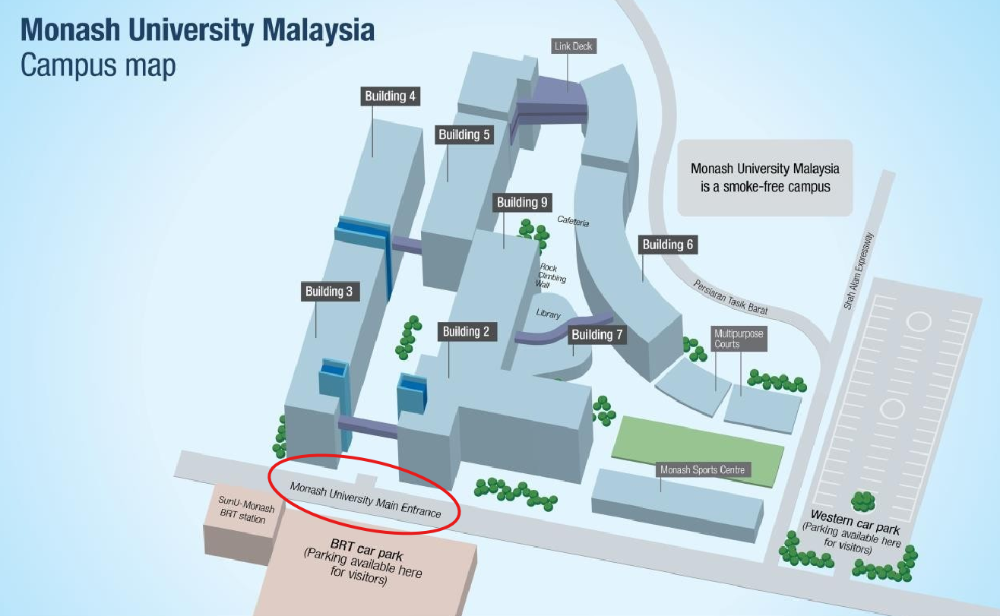 Monash University Malaysia
Campus map
Link Deck
Building 4
Building 5
Monash University Malaysia
is a smoke-free campus
Building 9
Cafeteria
Building 6
Shah Alam Expressway
Rock
Climbing
Wall
Building 3
Persiaran Tasik Barat
Library
Building 2
Building 7
Multipurpose
Courts
Monash Sports Centre
Monash University Main Entrance
SunU-Monash
BRT station
Western car park
(Parking available here
for visitors)
BRT car park
(Parking available here
for visitors)